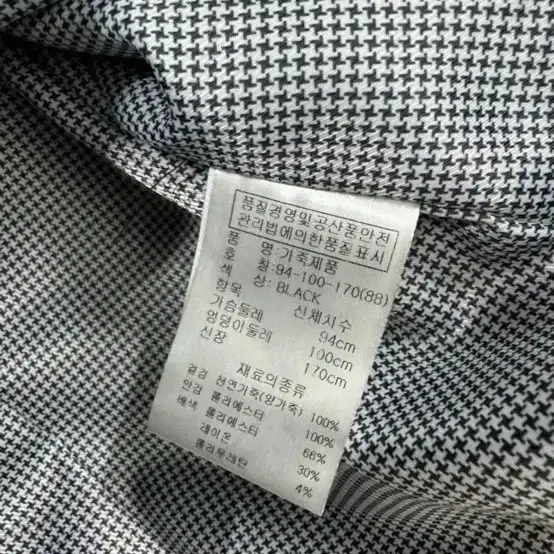 품질경영및공산품안전
관리법에의한품질표시
품 명:가죽제품
호 칭:94-100-170(88)
색 상: BLACK
항목 신체치수
가슴둘레 94cm
엉덩이둘레 100cm
신장 170cm
재료의종류
겉감 천연가죽(양가죽) 100%
안감 폴리에스터 100%
배색 폴리에스터 66%
레이온 30%
폴리우레탄 4%